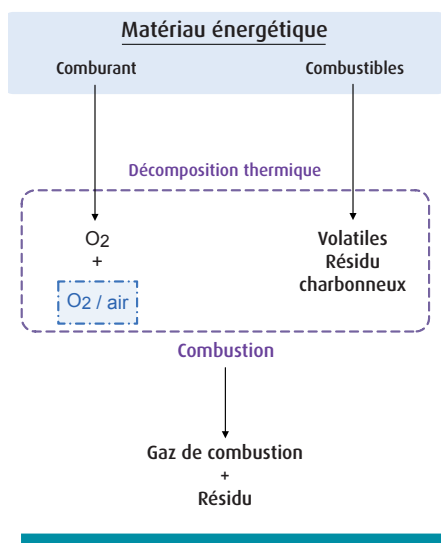 Matériau énergétique
Comburant Combustibles
Décomposition thermique
O2
+
O2 / air
Volatiles
Résidu
charbonneux
Combustion
Gaz de combustion
+
Résidu